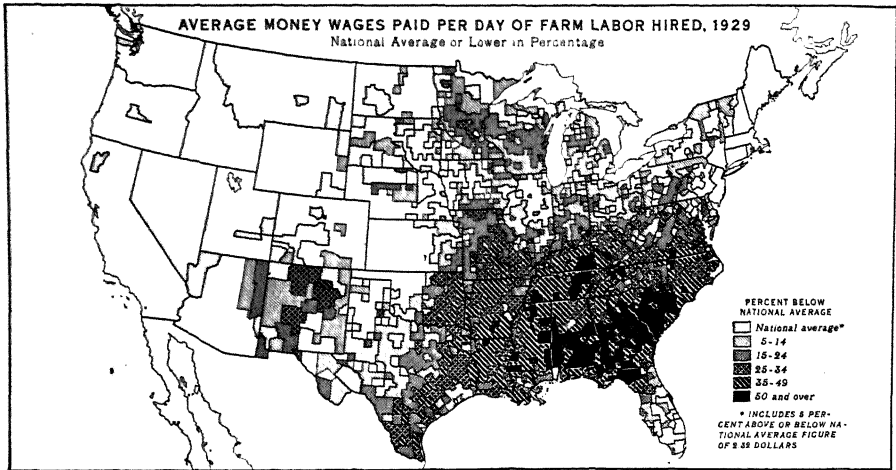 AVERAGE MONEY WAGES PAID PER DAY OF FARM LABOR HIRED, 1929
National Average or Lower in Percentage
PERCENT BELOW
NATIONAL AVERAGE
National average*
5-14
15-24
25-34
35-49
50 and over
* INCLUDES 5 PER-
CENT ABOVE OR BELOW NA-
TIONAL AVERAGE FIGURE
OF 2 32 DOLLARS